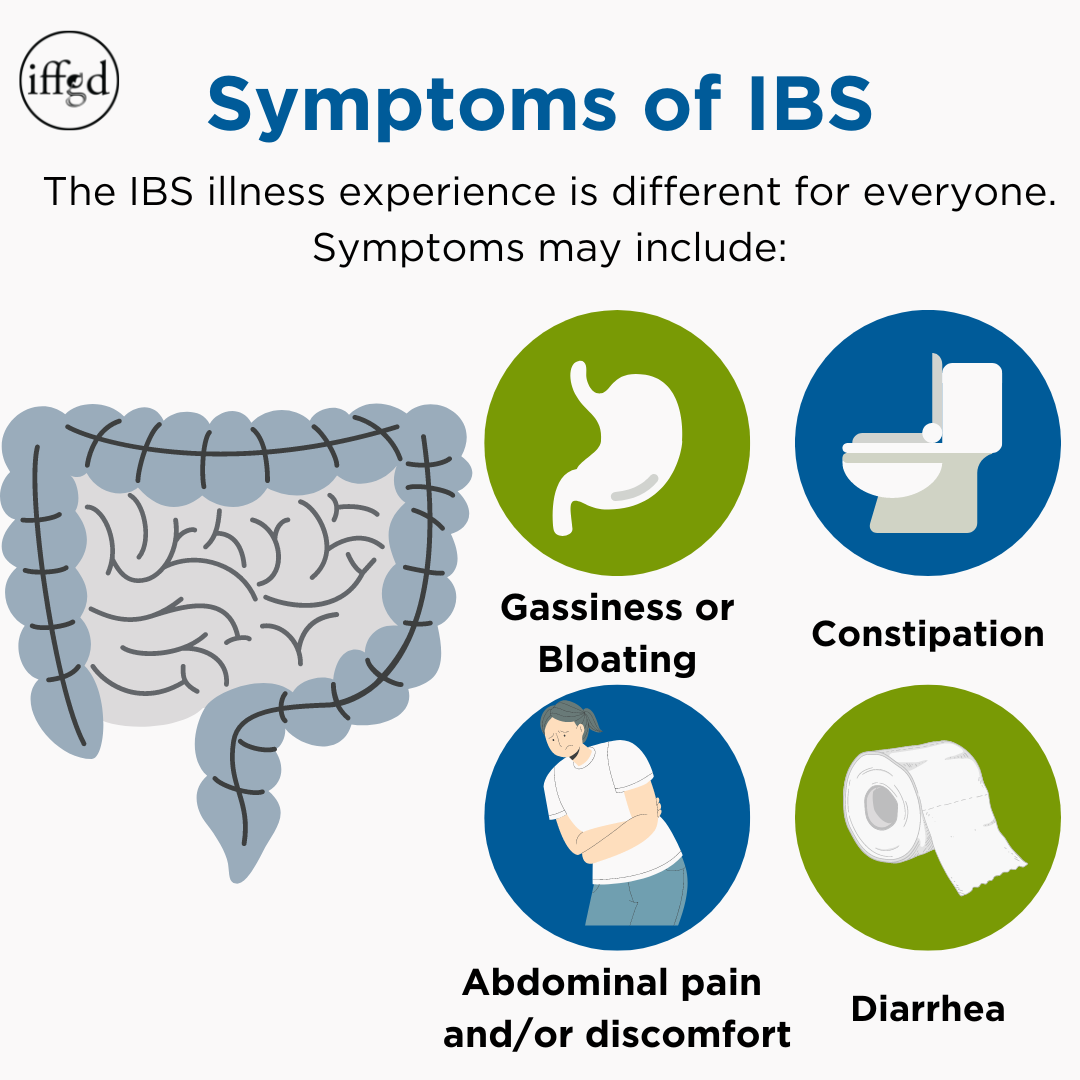 iffgd
Symptoms of IBS
The IBS illness experience is different for everyone.
Symptoms may include:
Gassiness or
Bloating
Constipation
Abdominal pain
and/or discomfort
Diarrhea